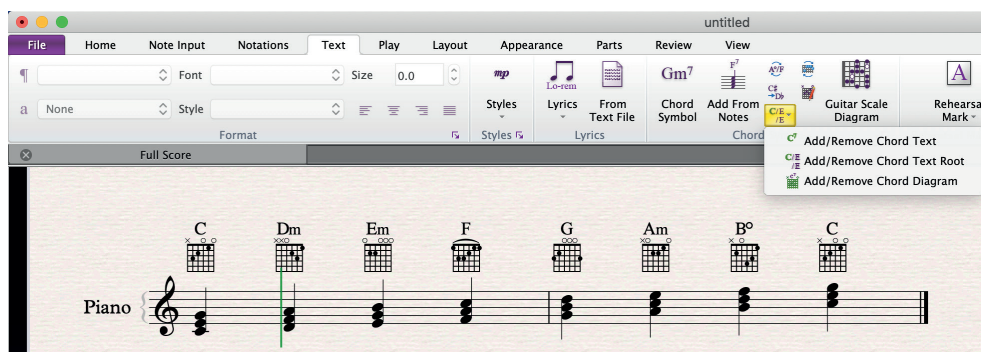 untitled
File Home Note Input Notations Text Play Layout Appearance Parts Review View
¶ Font Size 0.0
a None Style
mp
Styles
Lo-rem
Lyrics
From
Text File
Gm7
Chord
Symbol
F7
Add From
Notes
A°/F
C♯
→D♭
C/E
/E
Guitar Scale
Diagram
A
Rehearsa
Mark
Format Styles Lyrics Chord
C7 Add/Remove Chord Text
C/E
/E Add/Remove Chord Text Root
Add/Remove Chord Diagram
Full Score
C Dm Em F G Am B° C
Piano